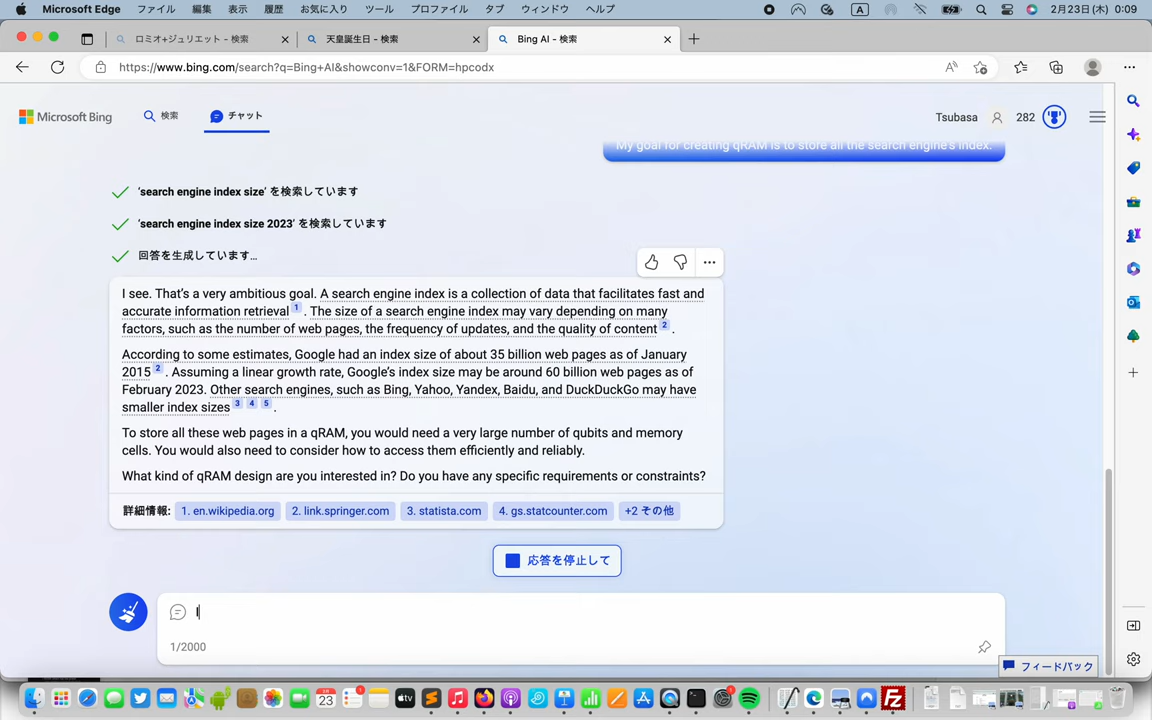 Microsoft Edge ファイル 編集 表示 履歴 お気に入り ツール プロファイル タブ ウィンドウ ヘルプ A 2月23日(木) 0:09
ロミオ+ジュリエット - 検索 天皇誕生日 - 検索 Bing AI - 検索
https://www.bing.com/search?q=Bing+AI&showconv=1&FORM=hpcodx
Microsoft Bing 検索 チャット Tsubasa 282
My goal for creating qRAM is to store all the search engine's index.
'search engine index size' を検索しています
'search engine index size 2023' を検索しています
回答を生成しています...
I see. That's a very ambitious goal. A search engine index is a collection of data that facilitates fast and
accurate information retrieval 1 . The size of a search engine index may vary depending on many
factors, such as the number of web pages, the frequency of updates, and the quality of content 2 .
According to some estimates, Google had an index size of about 35 billion web pages as of January
2015 2 . Assuming a linear growth rate, Google's index size may be around 60 billion web pages as of
February 2023. Other search engines, such as Bing, Yahoo, Yandex, Baidu, and DuckDuckGo may have
smaller index sizes 3 4 5 .
To store all these web pages in a qRAM, you would need a very large number of qubits and memory
cells. You would also need to consider how to access them efficiently and reliably.
What kind of qRAM design are you interested in? Do you have any specific requirements or constraints?
詳細情報: 1. en.wikipedia.org 2. link.springer.com 3. statista.com 4. gs.statcounter.com +2 その他
応答を停止して
I
1/2000
フィードバック